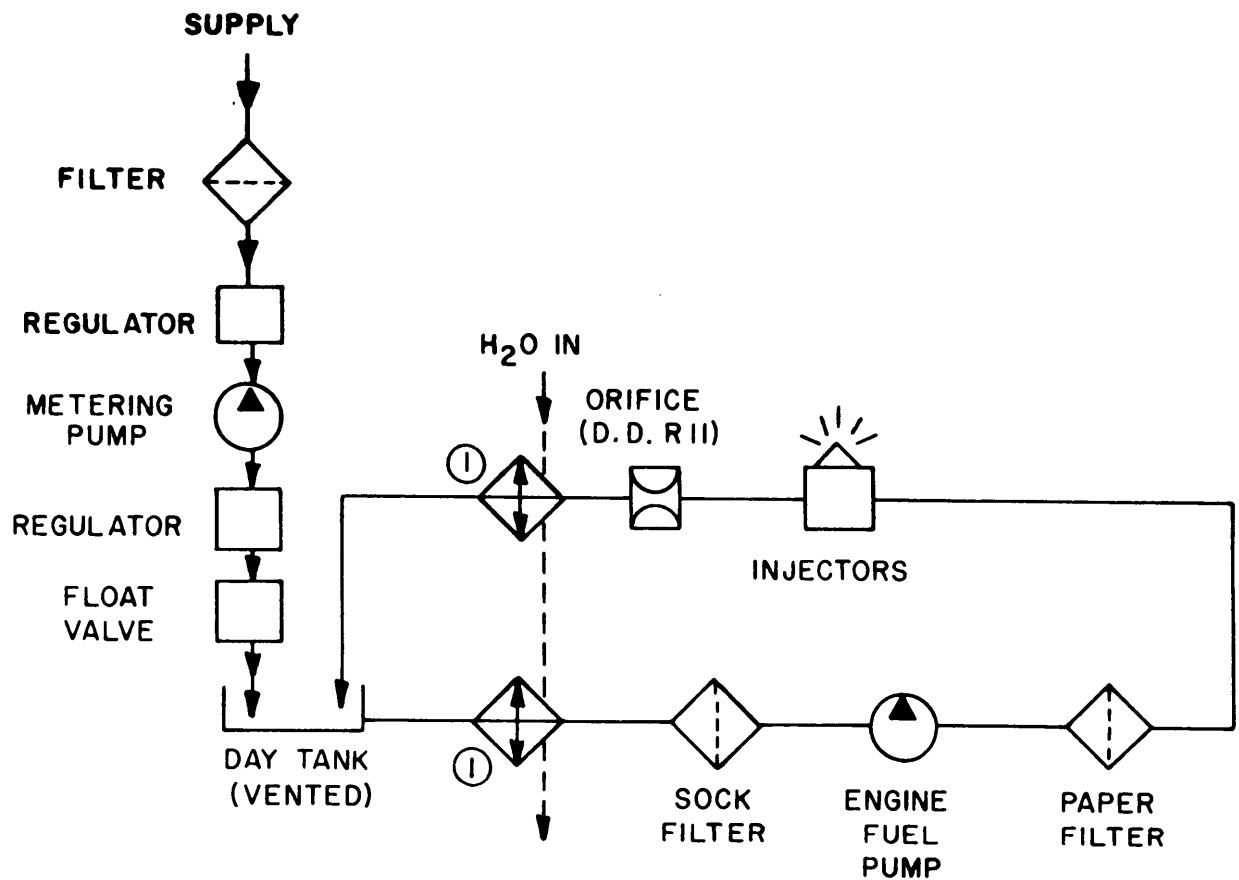 SUPPLY
FILTER
REGULATOR
METERING
PUMP
REGULATOR
FLOAT
VALVE
DAY TANK
(VENTED)
H₂O IN
ORIFICE
(D.D. R11)
1
INJECTORS
1
SOCK
FILTER
ENGINE
FUEL
PUMP
PAPER
FILTER